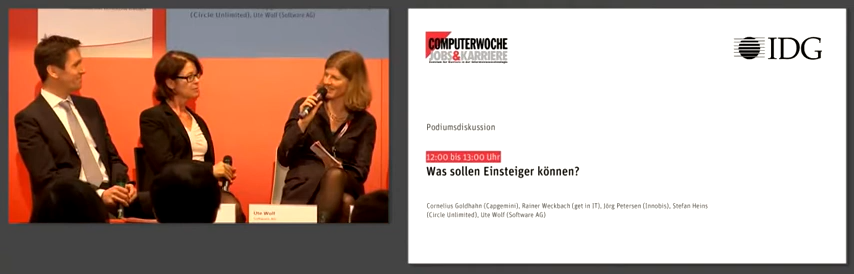 (Circle Unlimited), Ute Wolf (Software AG)
Ute Wolf
COMPUTERWOCHE
JOBS&KARRIERE
IDG
Podiumsdiskussion
12:00 bis 13:00 Uhr
Was sollen Einsteiger können?
Cornelius Goldhahn (Capgemini), Rainer Weckbach (get in IT), Jörg Petersen (Innobis), Stefan Heins
(Circle Unlimited), Ute Wolf (Software AG)